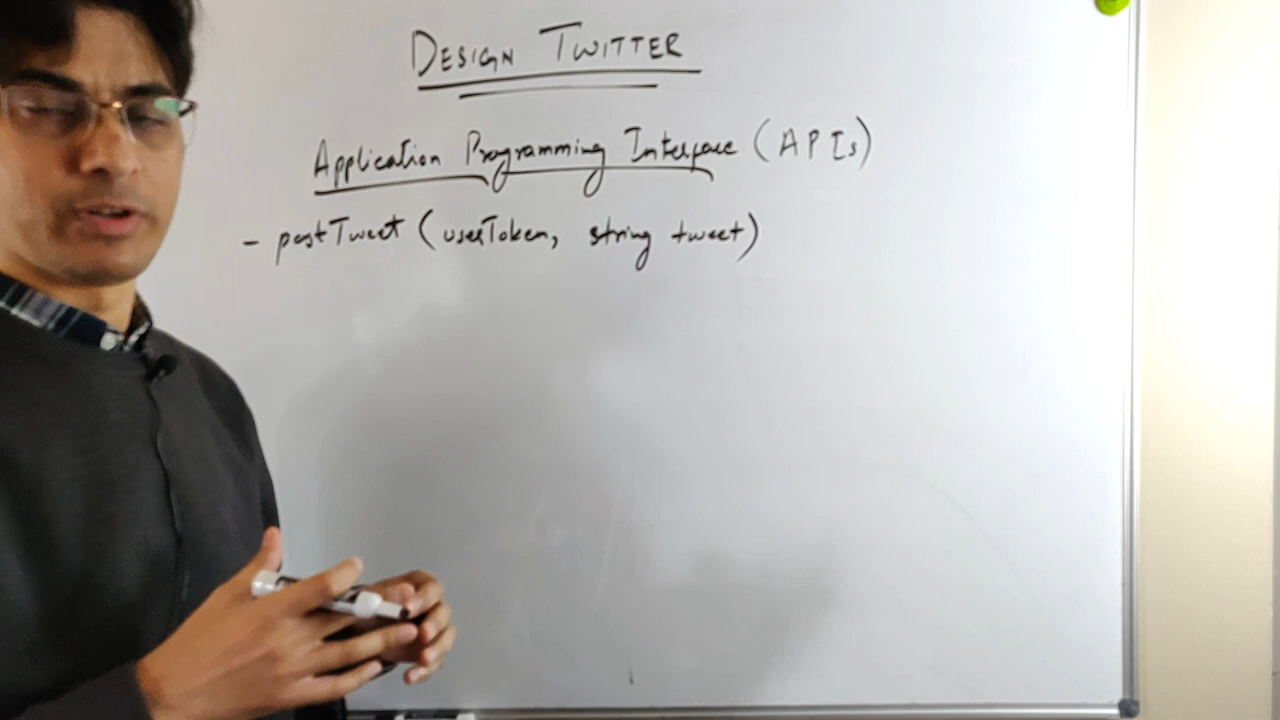 DESIGN TWITTER
Application Programming Interface (APIs)
- postTweet (userToken, string tweet)